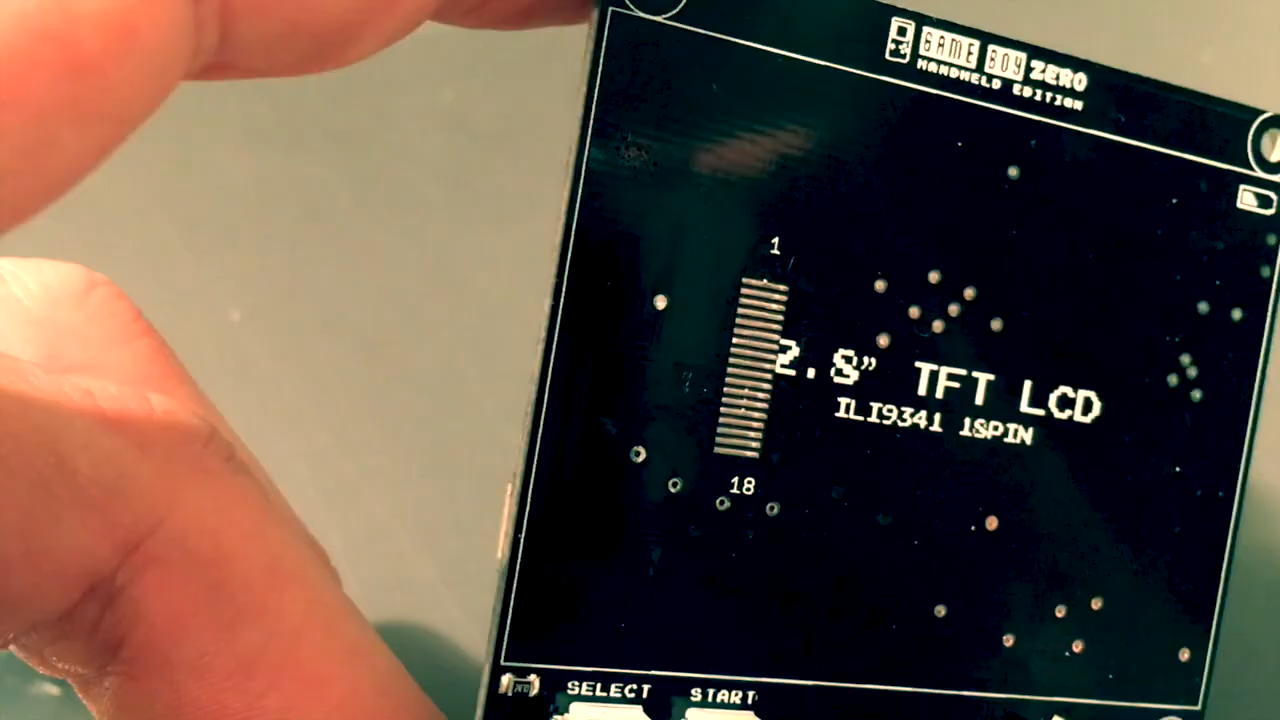 GAME BOY ZERO
HANDHELD EDITION
1
2.8" TFT LCD
ILI9341 18PIN
18
SELECT START